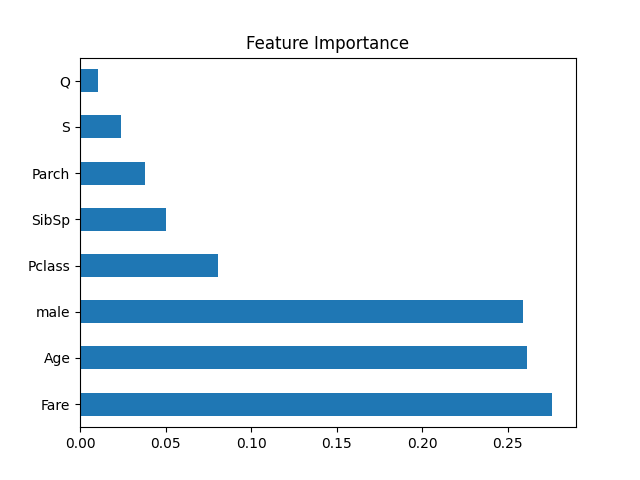 Feature Importance
Q
S
Parch
SibSp
Pclass
male
Age
Fare
0.00 0.05 0.10 0.15 0.20 0.25